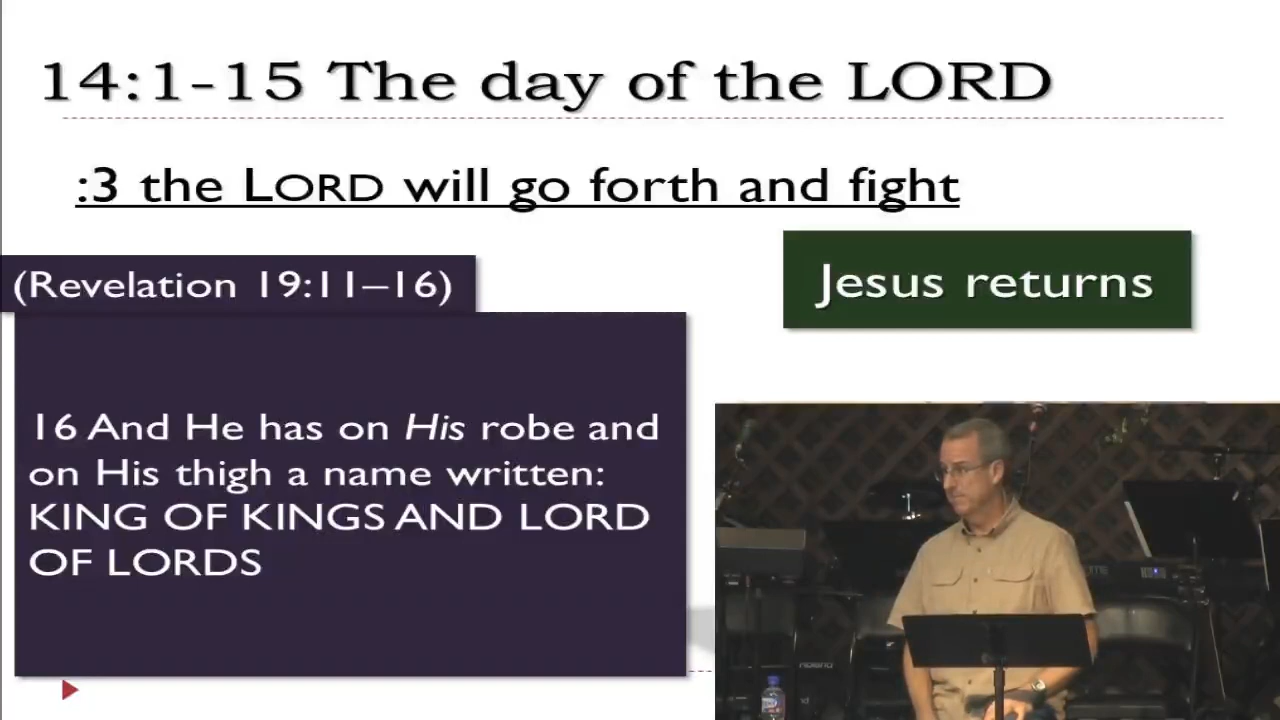 14:1-15 The day of the LORD
:3 the LORD will go forth and fight
(Revelation 19:11–16)
Jesus returns
16 And He has on His robe and
on His thigh a name written:
KING OF KINGS AND LORD
OF LORDS